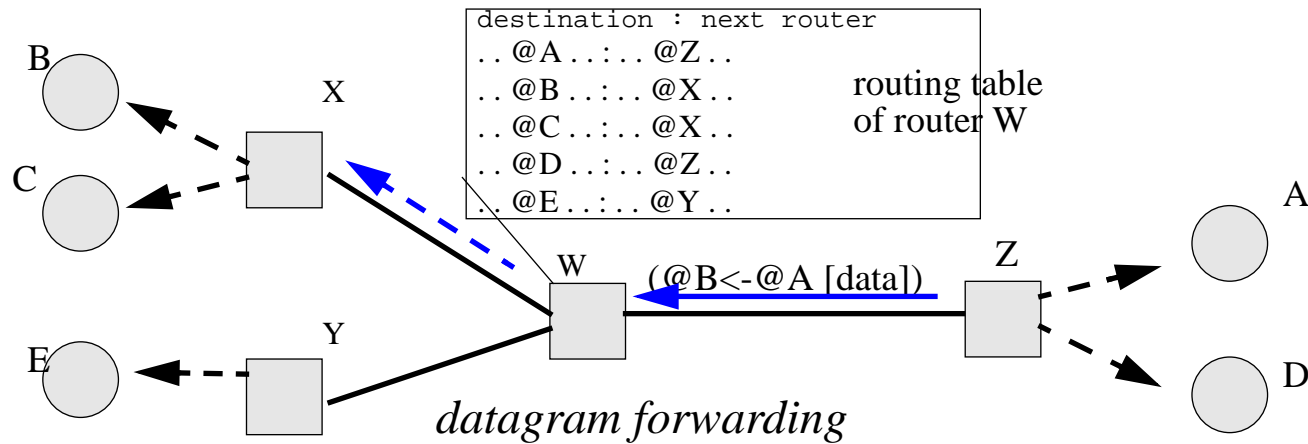 destination : next router
. . @A . . : . . @Z . .
. . @B . . : . . @X . .
. . @C . . : . . @X . .
. . @D . . : . . @Z . .
. . @E . . : . . @Y . .
routing table
of router W
B
X
C
A
W
(@B<-@A [data])
Z
Y
E
D
datagram forwarding